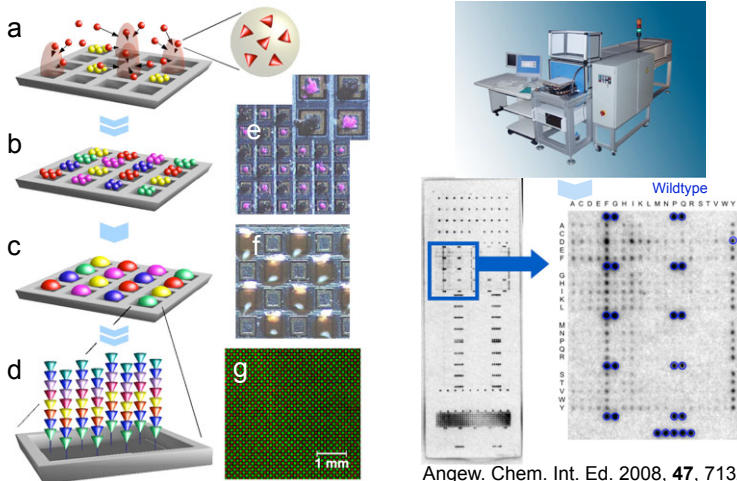 a
b
c
d
e
f
g
1 mm
Wildtype
A C D E F G H I K L M N P Q R S T V W Y
A
C
D
E
F
G
H
I
K
L
M
N
P
Q
R
S
T
V
W
Y
Angew. Chem. Int. Ed. 2008, 47, 713